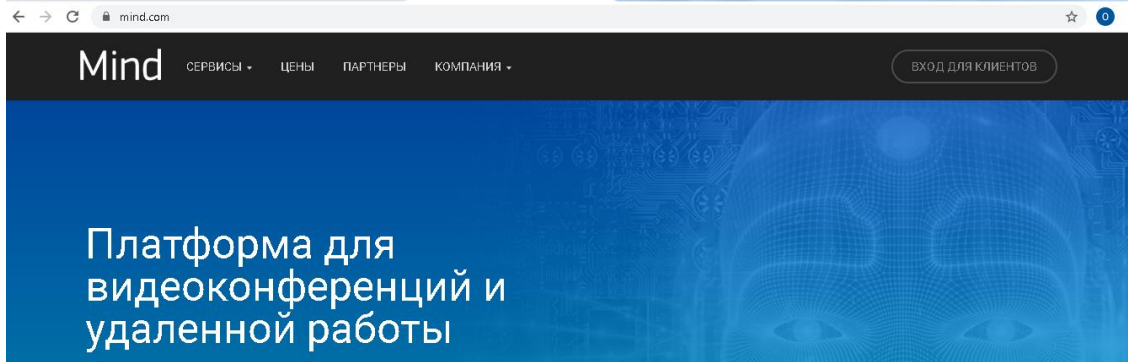 mind.com
О
Mind СЕРВИСЫ ЦЕНЫ ПАРТНЕРЫ КОМПАНИЯ ВХОД ДЛЯ КЛИЕНТОВ
Платформа для
видеоконференций и
удаленной работы